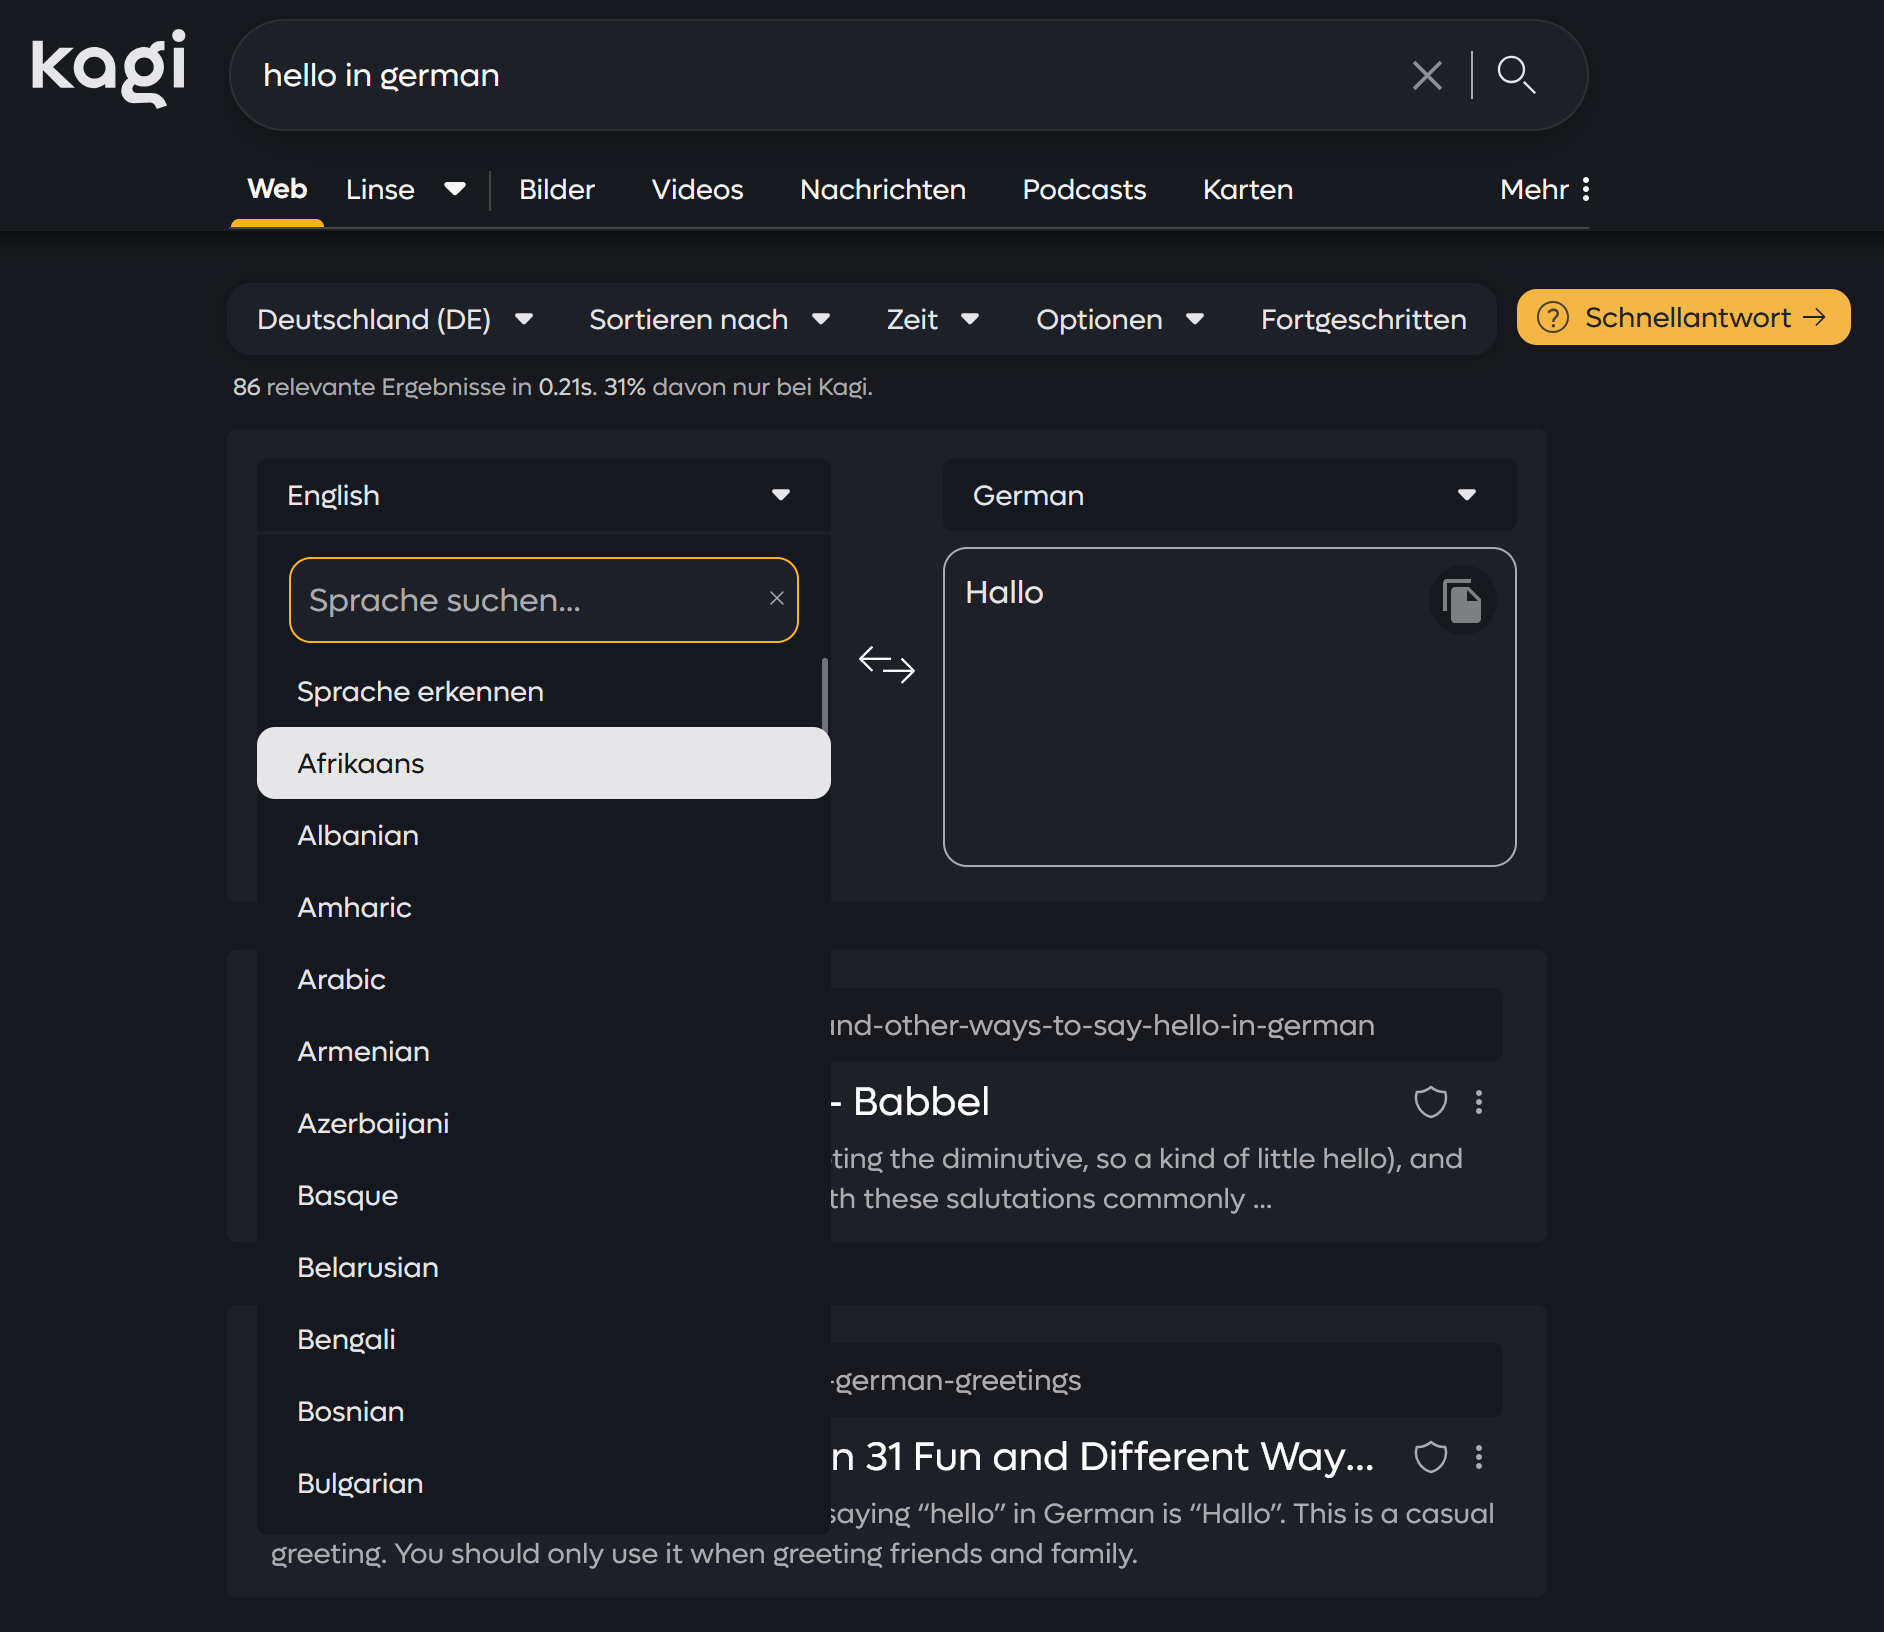 kagi
hello in german
Web Linse Bilder Videos Nachrichten Podcasts Karten Mehr
Deutschland (DE) Sortieren nach Zeit Optionen Fortgeschritten
? Schnellantwort →
86 relevante Ergebnisse in 0.21s. 31% davon nur bei Kagi.
English
Sprache suchen...
Sprache erkennen
Afrikaans
Albanian
Amharic
Arabic
Armenian
Azerbaijani
Basque
Belarusian
Bengali
Bosnian
Bulgarian
German
Hallo
and-other-ways-to-say-hello-in-german
- Babbel
the diminutive, so a kind of little hello), and
these salutations commonly ...
-german-greetings
31 Fun and Different Way...
saying “hello” in German is “Hallo”. This is a casual
greeting. You should only use it when greeting friends and family.